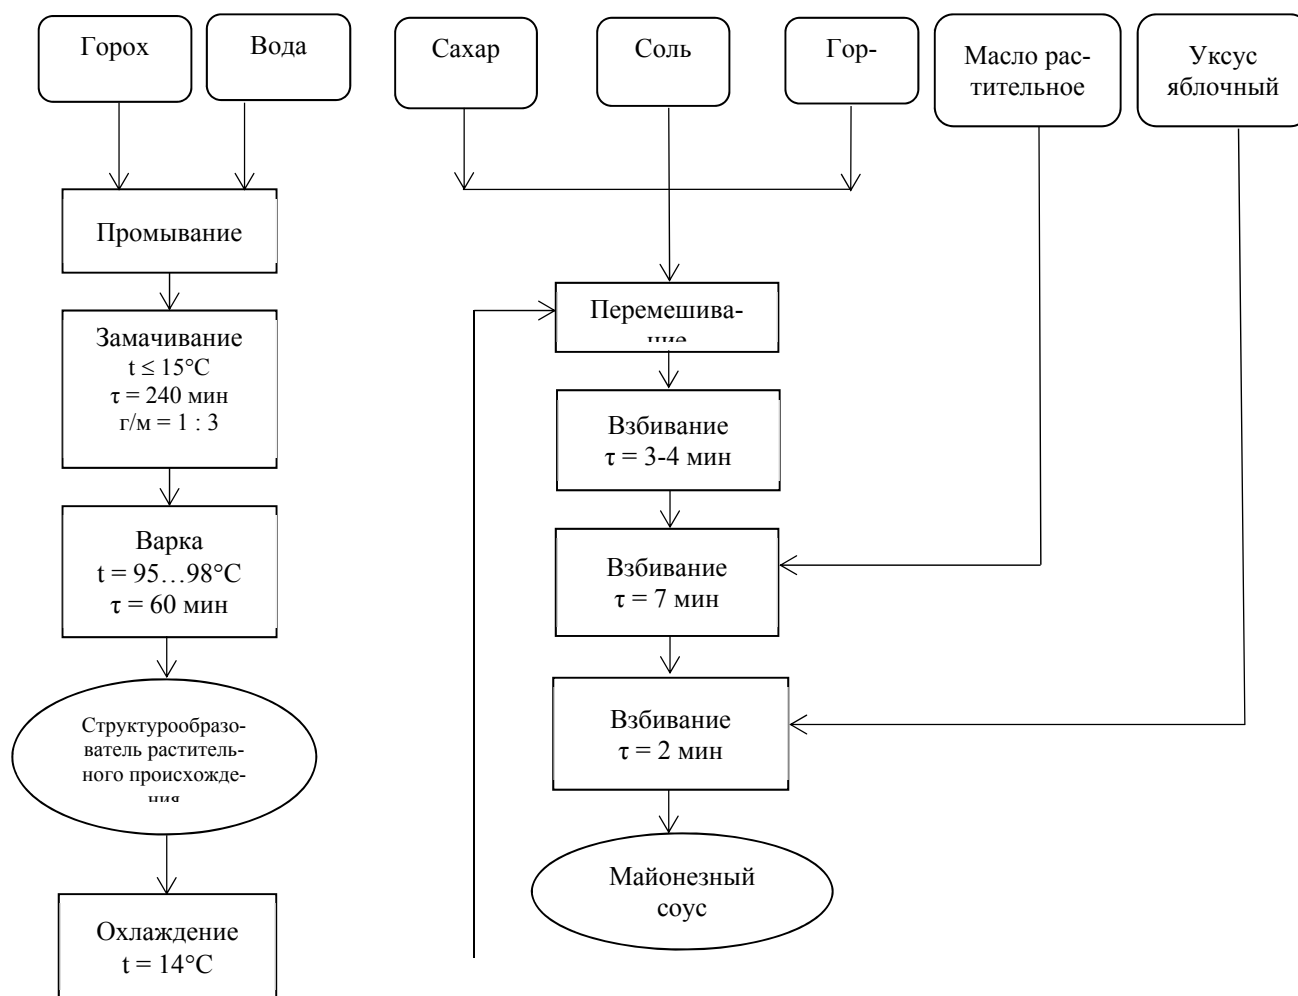 Горох
Вода
Сахар
Соль
Гор-
Масло рас-
тительное
Уксус
яблочный
Промывание
Замачивание
t ≤ 15°C
τ = 240 мин
г/м = 1 : 3
Варка
t = 95…98°C
τ = 60 мин
Структурообразо-
ватель раститель-
ного происхожде-
ния
Охлаждение
t = 14°C
Перемешива-
ние
Взбивание
τ = 3-4 мин
Взбивание
τ = 7 мин
Взбивание
τ = 2 мин
Майонезный
соус